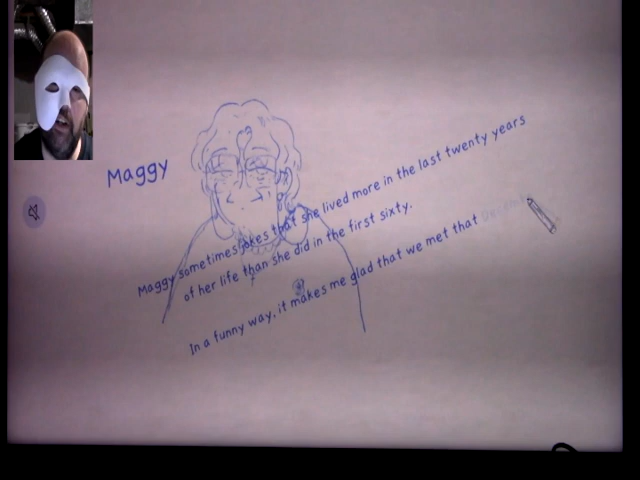 Maggy
Maggy sometimes jokes that she lived more in the last twenty years
of her life than she did in the first sixty.
In a funny way, it makes me glad that we met that